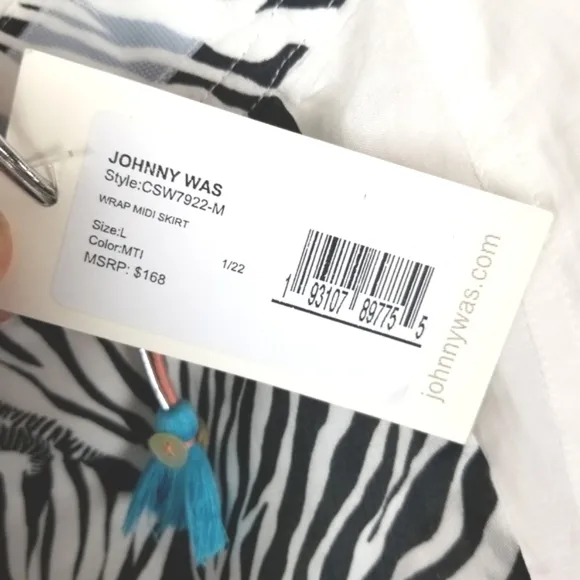 JOHNNY WAS
Style:CSW7922-M
WRAP MIDI SKIRT
Size:L
Color:MTI
MSRP: $168
1/22
1 93107 89775 5
johnnywas.com